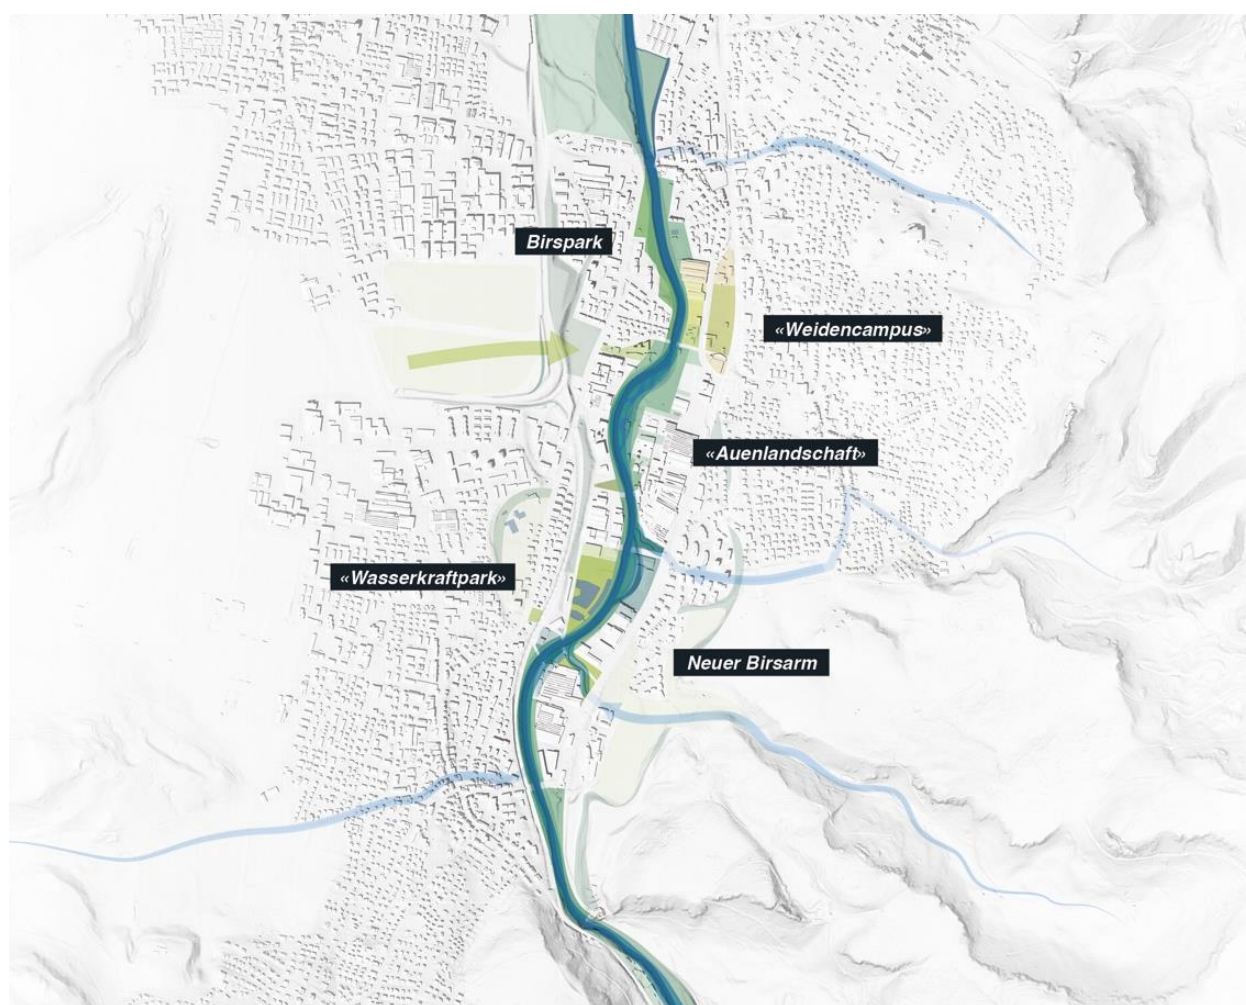 Birspark
«Weidencampus»
«Auenlandschaft»
«Wasserkraftpark»
Neuer Birsarm